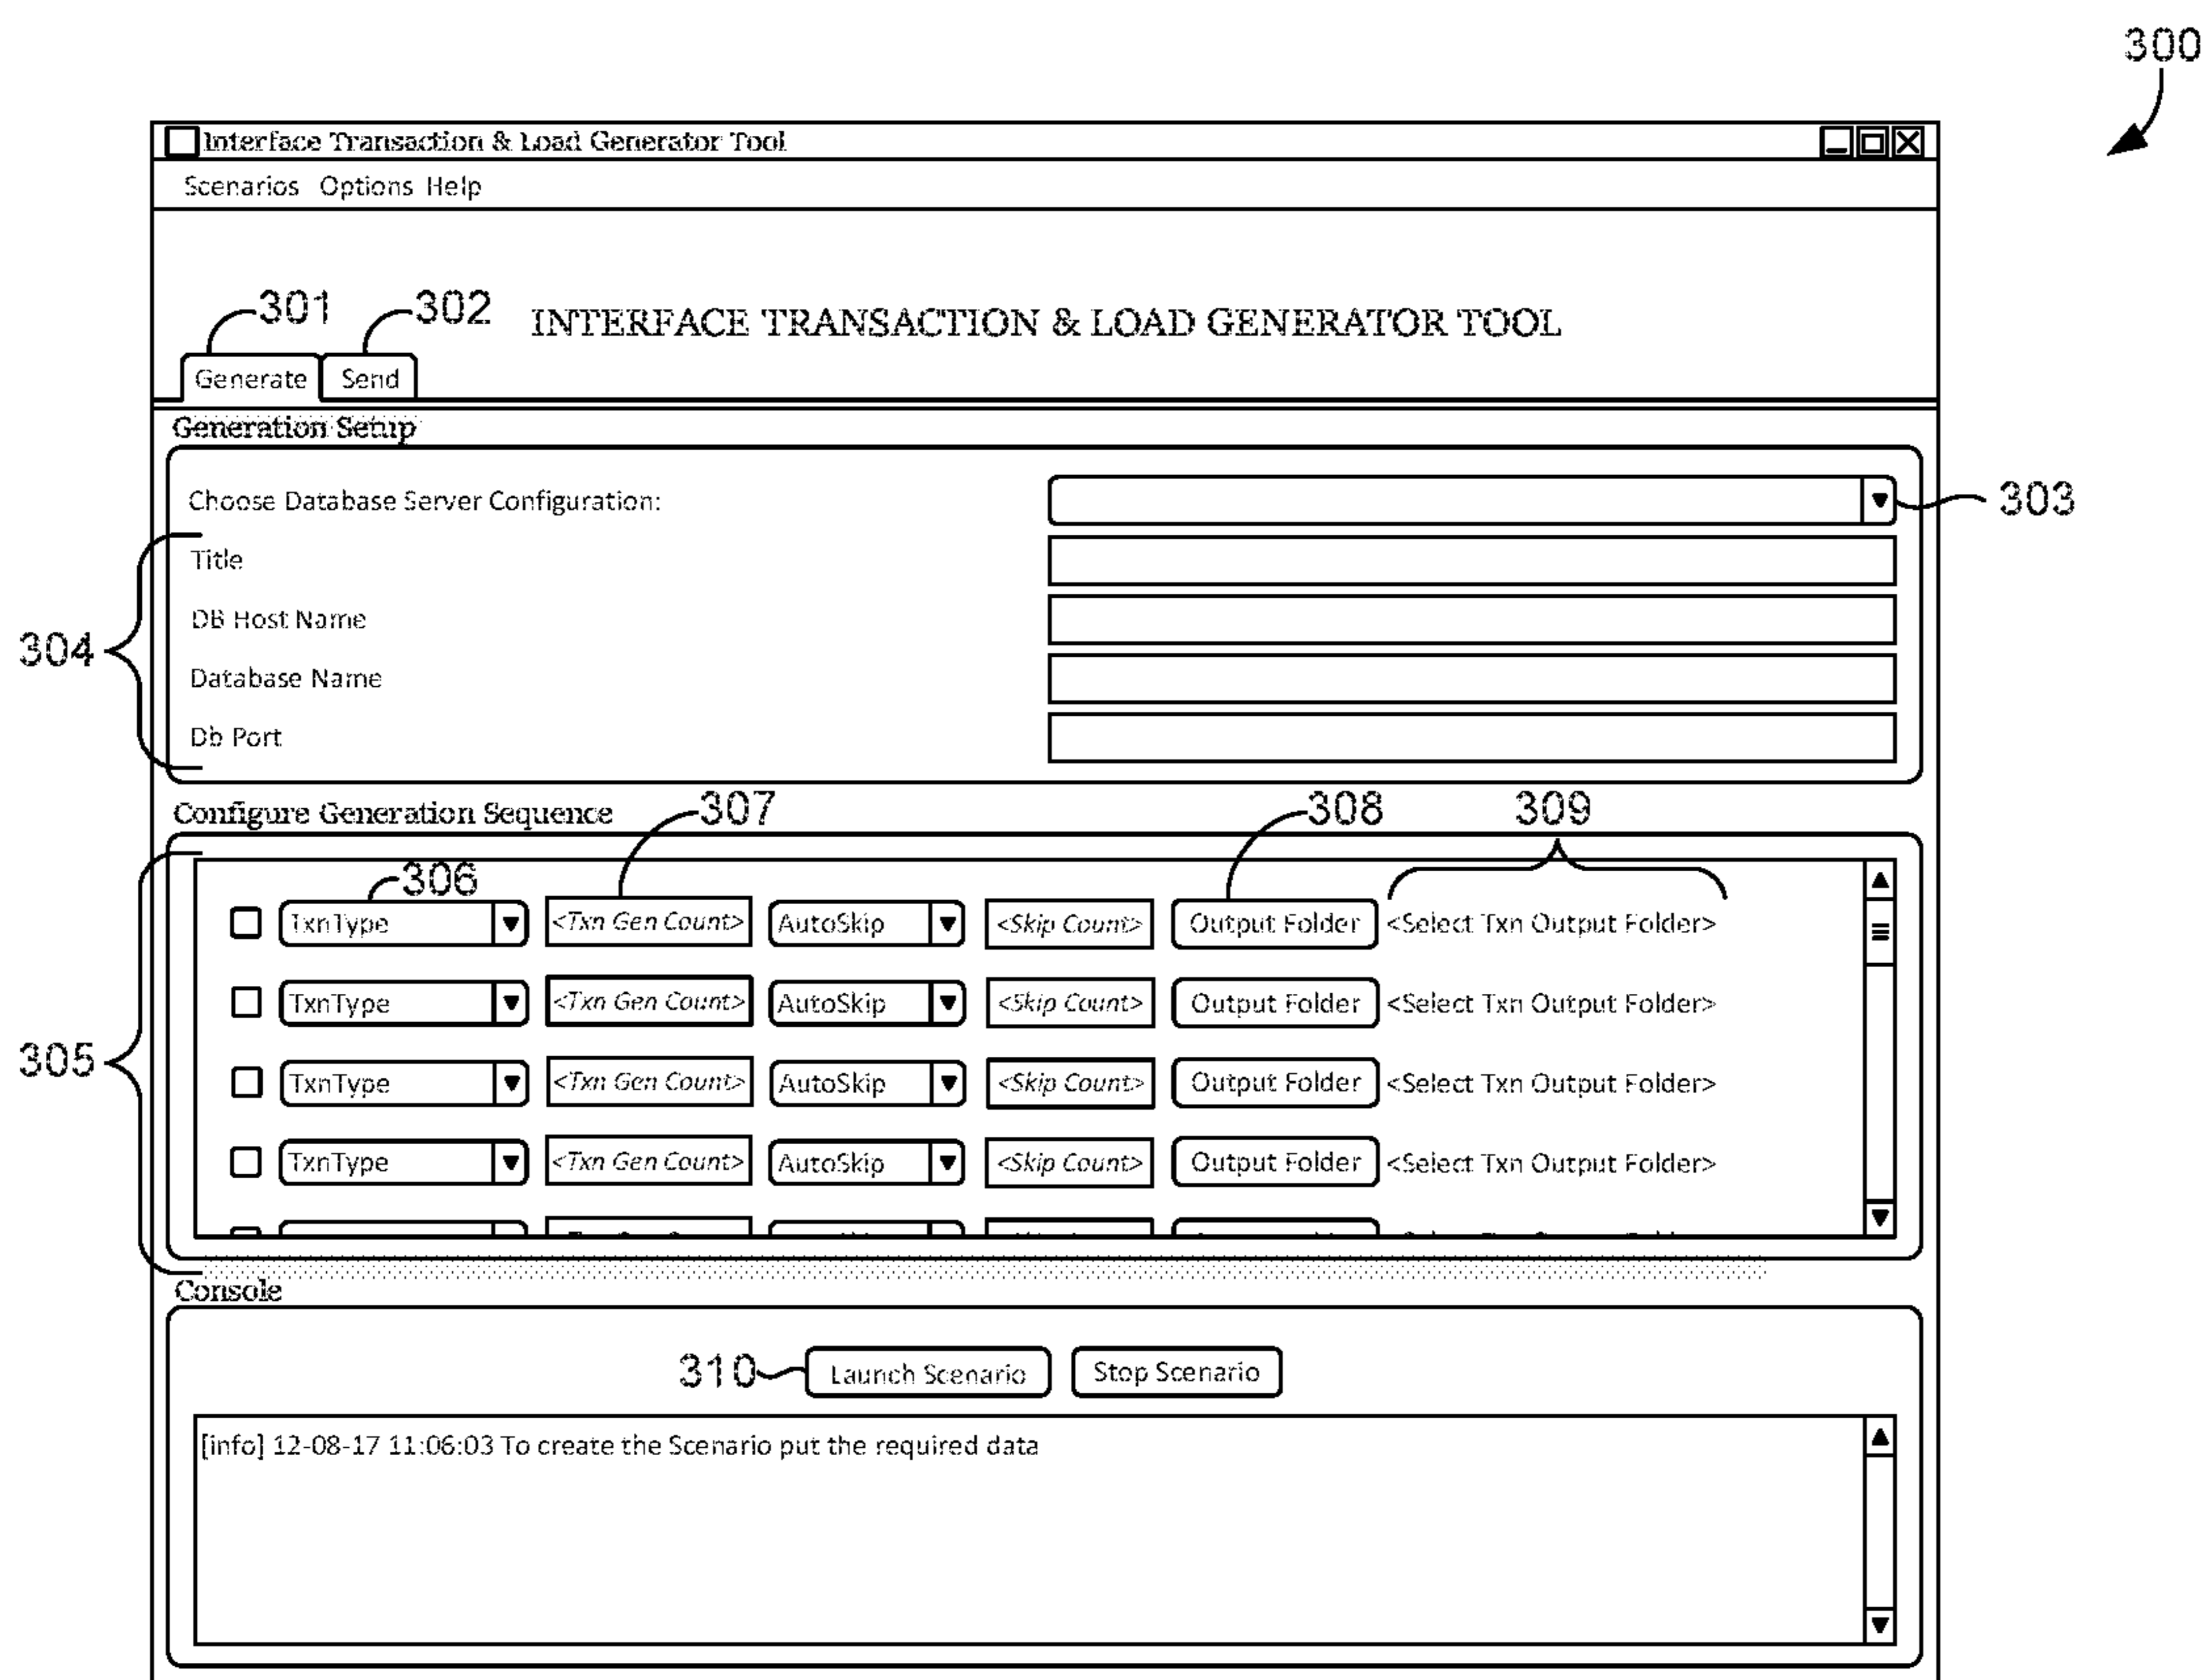 300
Interface Transaction & Load Generator Tool
Scenarios Options Help
301 302 INTERFACE TRANSACTION & LOAD GENERATOR TOOL
Generate Send
Generation Setup
Choose Database Server Configuration: 303
Title
DB Host Name
304
Database Name
Db Port
Configure Generation Sequence 307 308 309
306
TxnType <Txn Gen Count> AutoSkip <Skip Count> Output Folder <Select Txn Output Folder>
TxnType <Txn Gen Count> AutoSkip <Skip Count> Output Folder <Select Txn Output Folder>
305
TxnType <Txn Gen Count> AutoSkip <Skip Count> Output Folder <Select Txn Output Folder>
TxnType <Txn Gen Count> AutoSkip <Skip Count> Output Folder <Select Txn Output Folder>
Console
310 Launch Scenario Stop Scenario
[info] 12-08-17 11:06:03 To create the Scenario put the required data